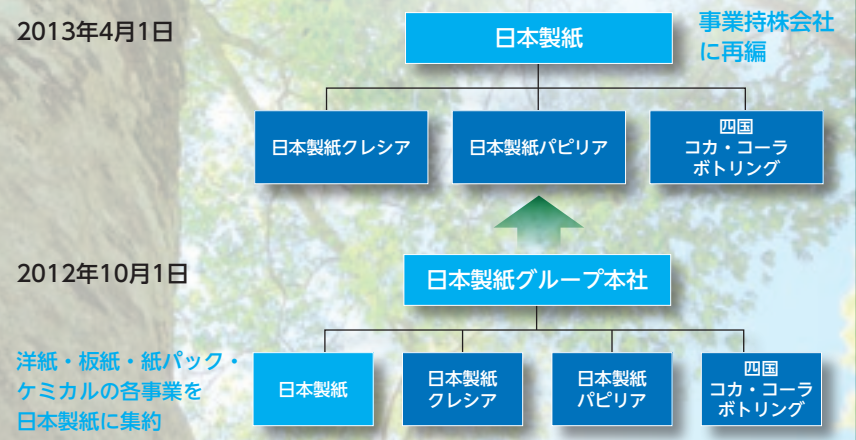 2013年4月1日
日本製紙
事業持株会社
に再編
日本製紙クレシア
日本製紙パピリア
四国
コカ・コーラ
ボトリング
2012年10月1日
日本製紙グループ本社
洋紙・板紙・紙パック・
ケミカルの各事業を
日本製紙に集約
日本製紙
日本製紙
クレシア
日本製紙
パピリア
四国
コカ・コーラ
ボトリング